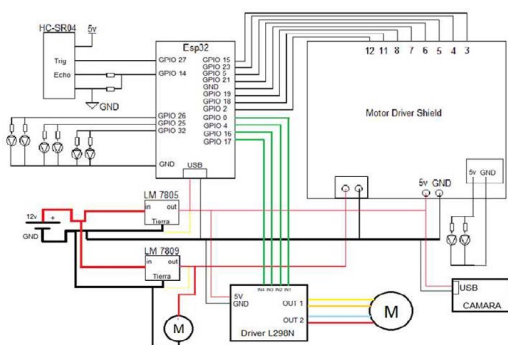 HC-SR04
5v
Trig
Echo
GND
Esp32
GPIO 27
GPIO 14
GPIO 26
GPIO 25
GPIO 32
GND
USB
GPIO 15
GPIO 23
GPIO 5
GPIO 21
GND
GPIO 19
GPIO 18
GPIO 2
GPIO 0
GPIO 4
GPIO 16
GPIO 17
12 11 8 7 6 5 4 3
Motor Driver Shield
5v GND
5v GND
LM 7805
in out
Tierra
12v
+
GND
LM 7809
in out
Tierra
M
IN4 IN3 IN2 IN1
5V
GND
OUT 1
OUT 2
Driver L298N
M
USB
CAMARA